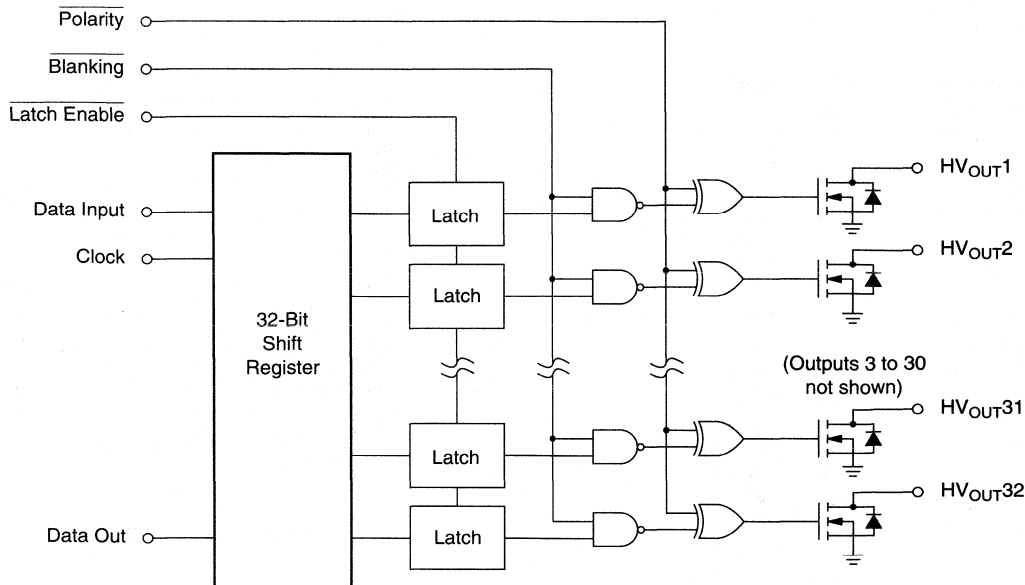 Polarity
Blanking
Latch Enable
Data Input
Clock
Data Out
32-Bit
Shift
Register
Latch
Latch
Latch
Latch
HVOUT1
HVOUT2
(Outputs 3 to 30
not shown)
HVOUT31
HVOUT32